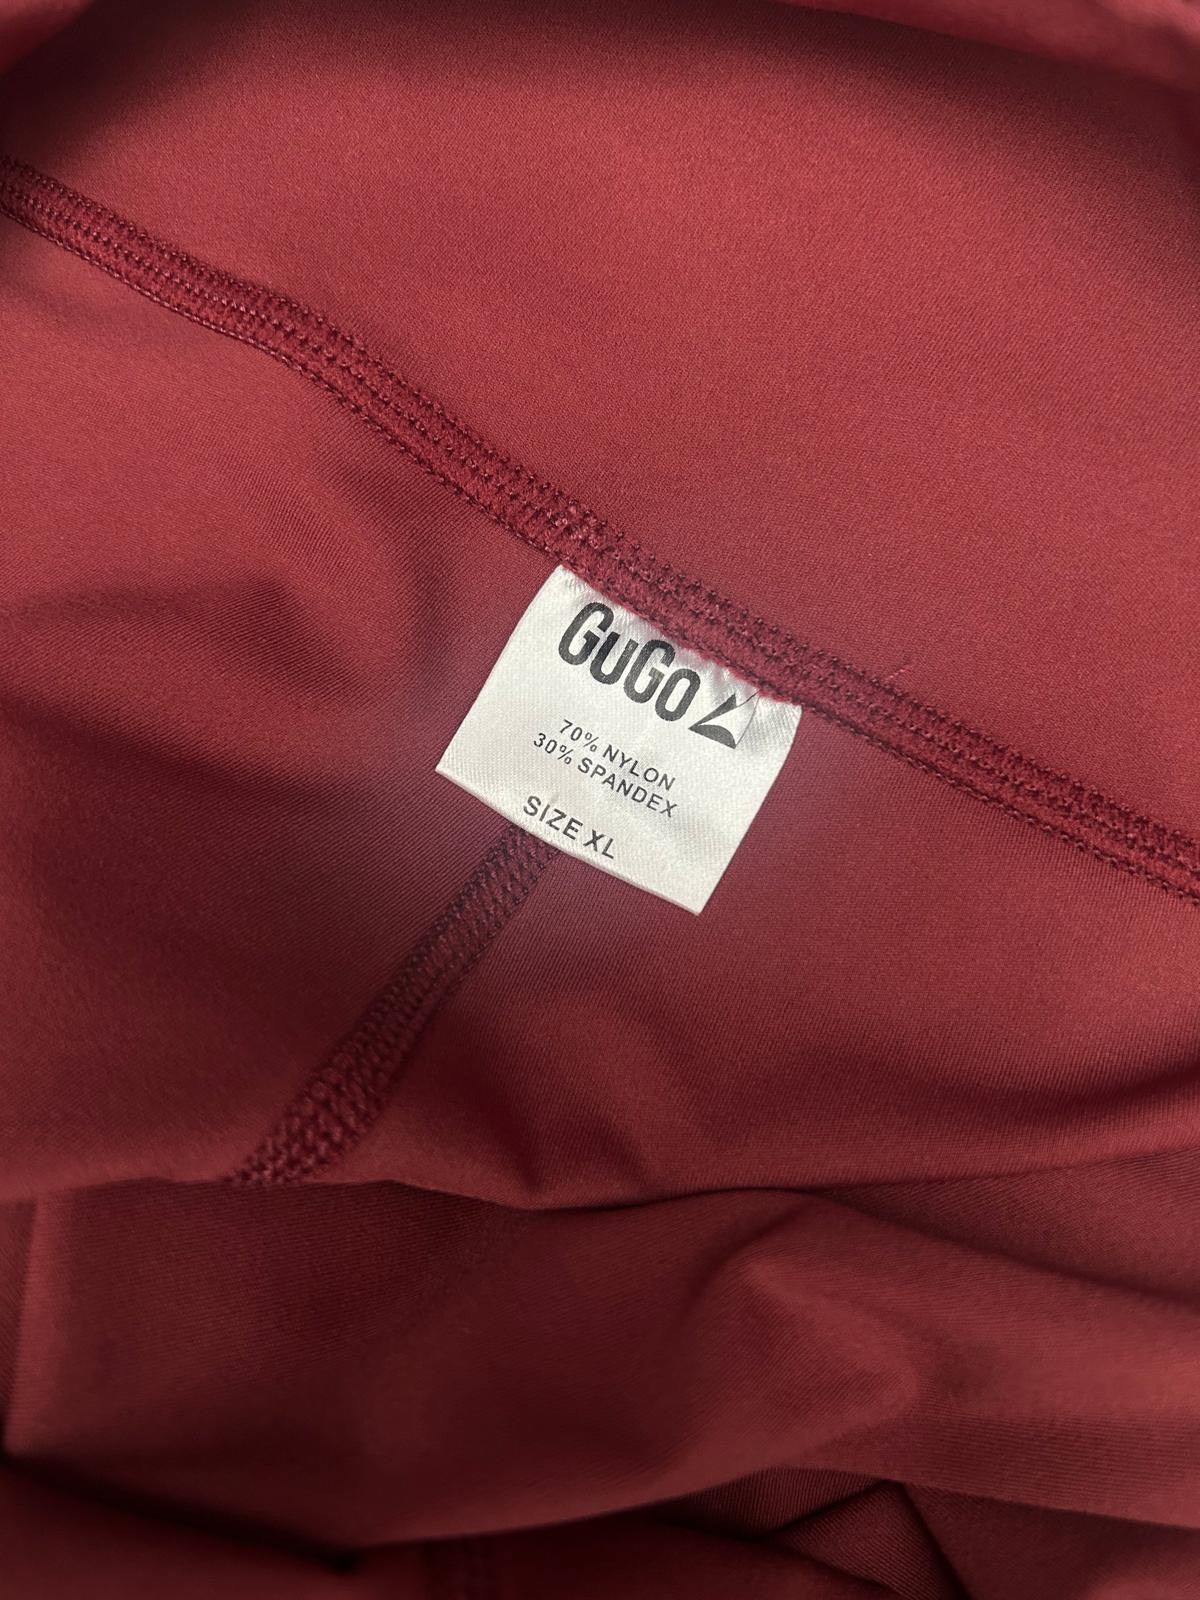 GuGo
70% NYLON
30% SPANDEX
SIZE XL